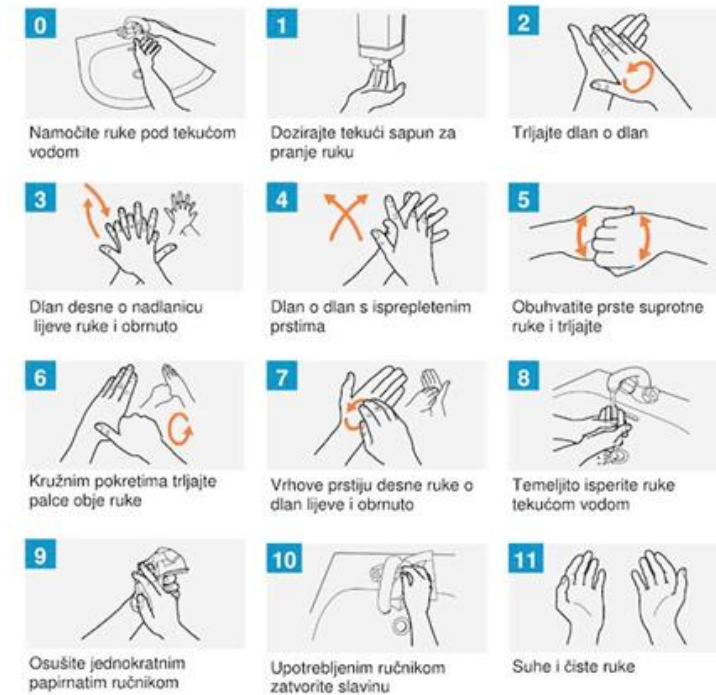 0
Namočite ruke pod tekućom
vodom
1
Dozirajte tekući sapun za
pranje ruku
2
Trljajte dlan o dlan
3
Dlan desne o nadlanicu
lijeve ruke i obrnuto
4
Dlan o dlan s isprepletenim
prstima
5
Obuhvatite prste suprotne
ruke i trljajte
6
Kružnim pokretima trljajte
palce obje ruke
7
Vrhove prstiju desne ruke o
dlan lijeve i obrnuto
8
Temeljito isperite ruke
tekućom vodom
9
Osušite jednokratnim
papirnatim ručnikom
10
Upotrebljenim ručnikom
zatvorite slavinu
11
Suhe i čiste ruke